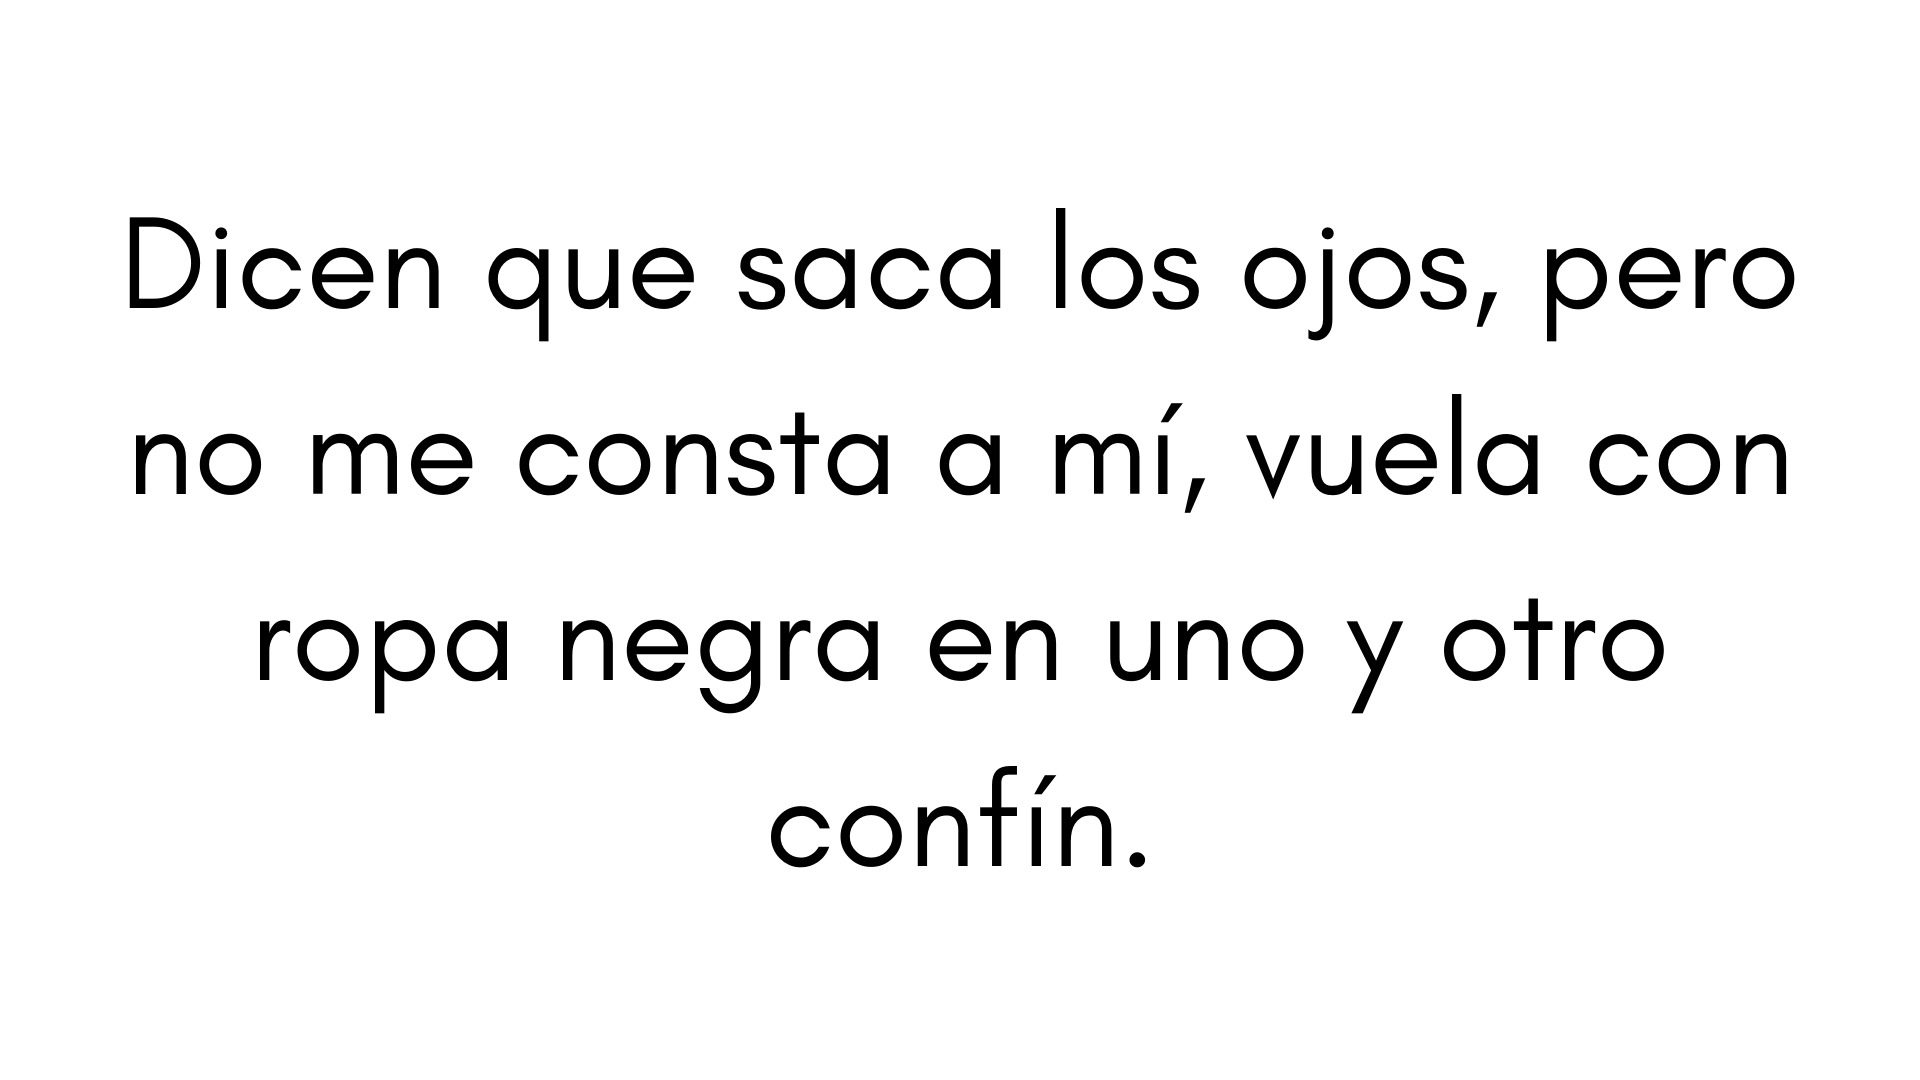 Dicen que saca los ojos, pero
no me consta a mí, vuela con
ropa negra en uno y otro
confín.